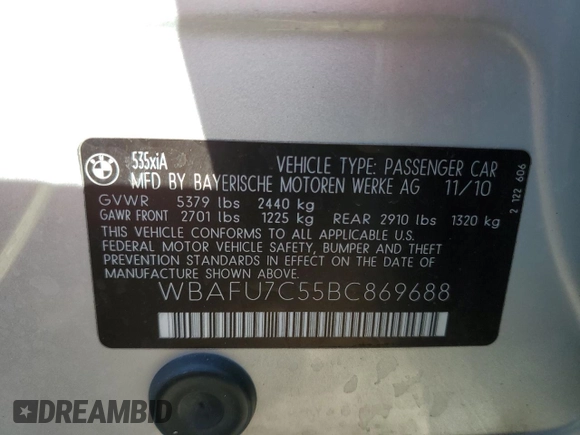 BMW
535xiA
VEHICLE TYPE: PASSENGER CAR
MFD BY BAYERISCHE MOTOREN WERKE AG 11/10
GVWR 5379 lbs 2440 kg
GAWR FRONT 2701 lbs 1225 kg REAR 2910 lbs 1320 kg
THIS VEHICLE CONFORMS TO ALL APPLICABLE U.S.
FEDERAL MOTOR VEHICLE SAFETY, BUMPER AND THEFT
PREVENTION STANDARDS IN EFFECT ON THE DATE OF
MANUFACTURE SHOWN ABOVE.
WBAFU7C55BC869688
2 122 606
DREAMBID